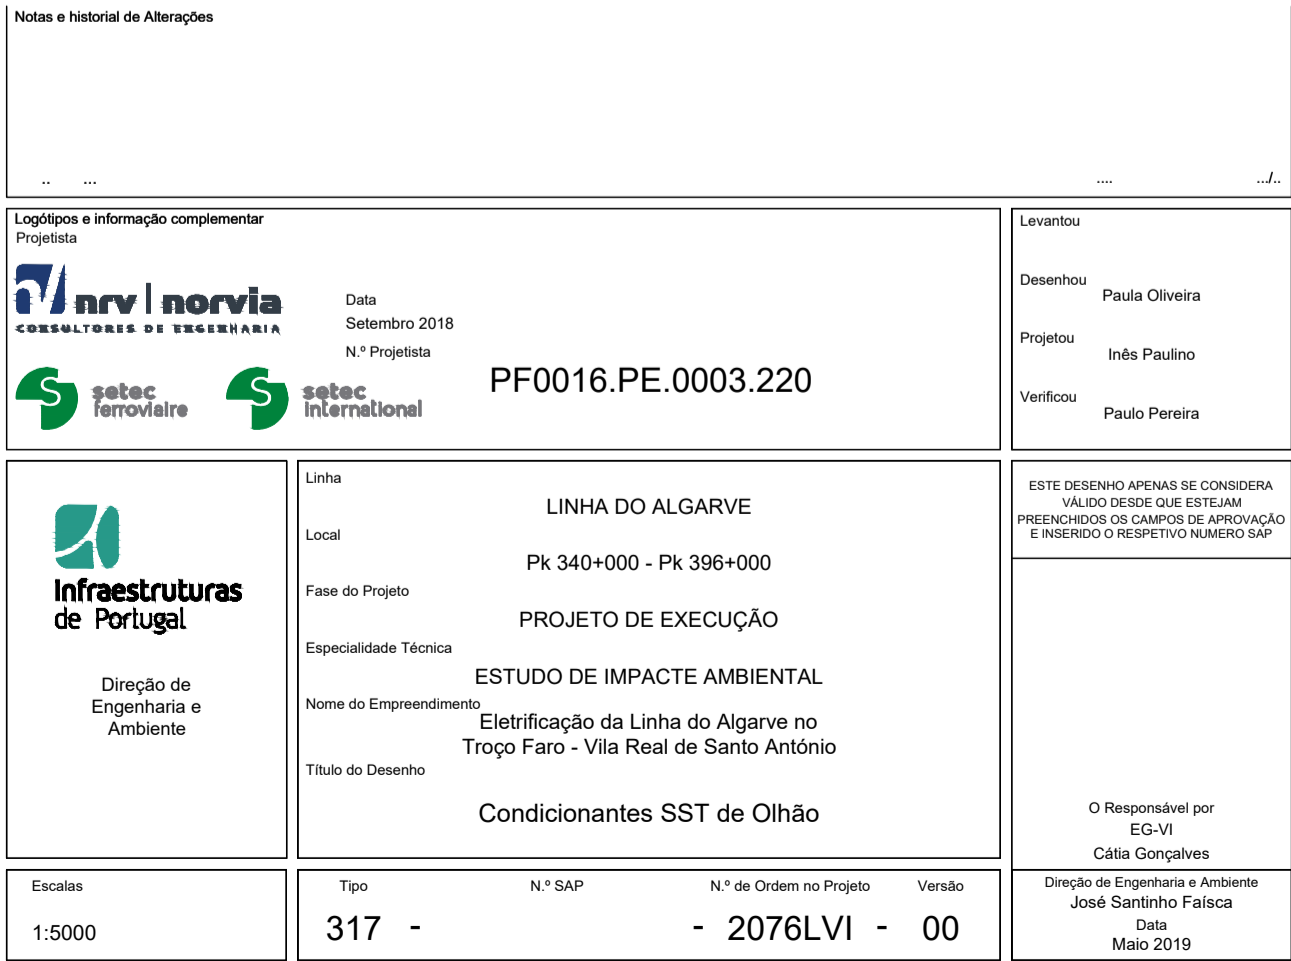 Notas e historial de Alterações
.. ... .... .../..
Logótipos e informação complementar
Projetista
nrv | norvia
CONSULTORES DE ENGENHARIA
setec
ferroviaire
setec
international
Data
Setembro 2018
N.º Projetista
PF0016.PE.0003.220
Levantou
Desenhou
Paula Oliveira
Projetou
Inês Paulino
Verificou
Paulo Pereira
Infraestruturas
de Portugal
Direção de
Engenharia e
Ambiente
Linha
LINHA DO ALGARVE
Local
Pk 340+000 - Pk 396+000
Fase do Projeto
PROJETO DE EXECUÇÃO
Especialidade Técnica
ESTUDO DE IMPACTE AMBIENTAL
Nome do Empreendimento
Eletrificação da Linha do Algarve no
Troço Faro - Vila Real de Santo António
Título do Desenho
Condicionantes SST de Olhão
ESTE DESENHO APENAS SE CONSIDERA
VÁLIDO DESDE QUE ESTEJAM
PREENCHIDOS OS CAMPOS DE APROVAÇÃO
E INSERIDO O RESPETIVO NUMERO SAP
O Responsável por
EG-VI
Cátia Gonçalves
Escalas
1:5000
Tipo N.º SAP N.º de Ordem no Projeto Versão
317 - - 2076LVI - 00
Direção de Engenharia e Ambiente
José Santinho Faísca
Data
Maio 2019